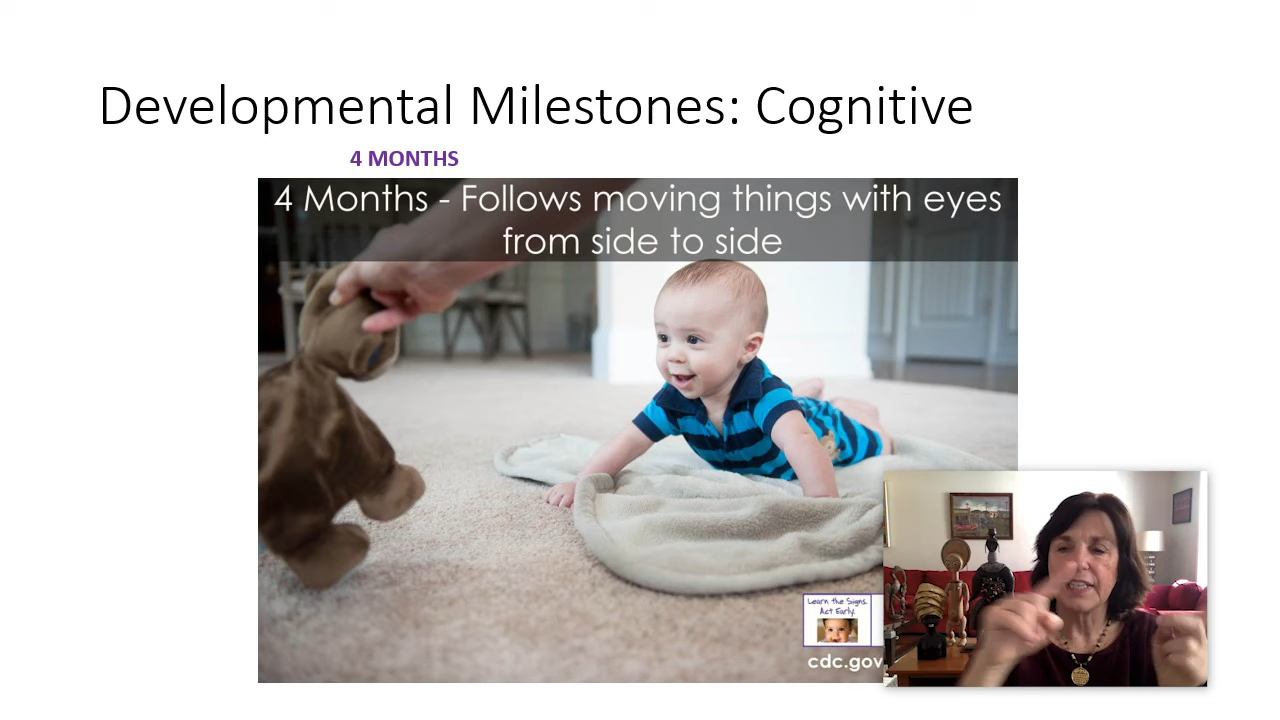 Developmental Milestones: Cognitive
4 MONTHS
4 Months - Follows moving things with eyes
from side to side
Learn the Signs.
Act Early.
cdc.gov